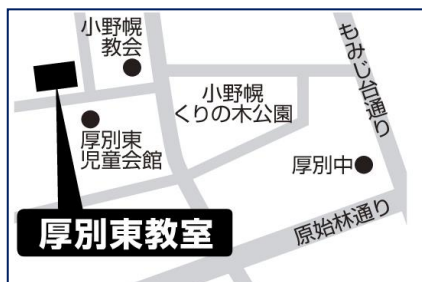 小野幌
教会
もみじ台通り
小野幌
くりの木公園
厚別東
児童会館
厚別中
厚別東教室
原始林通り